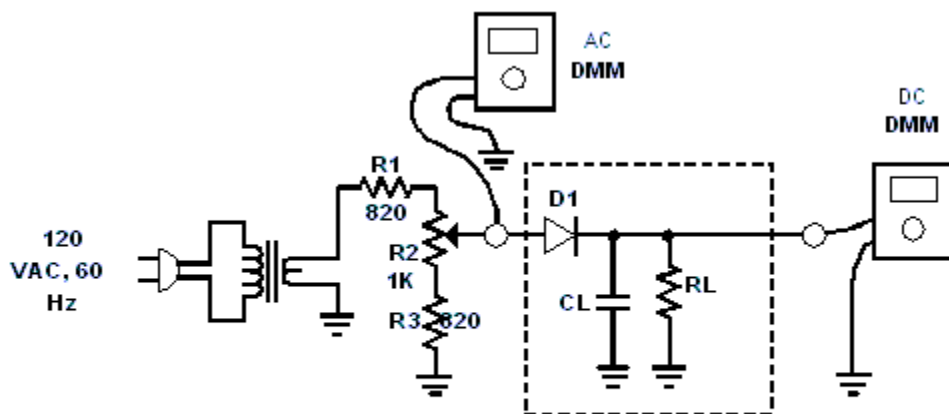 AC
DMM
DC
DMM
R1
820
D1
120
VAC, 60
Hz
R2
1K
CL
RL
R3 820